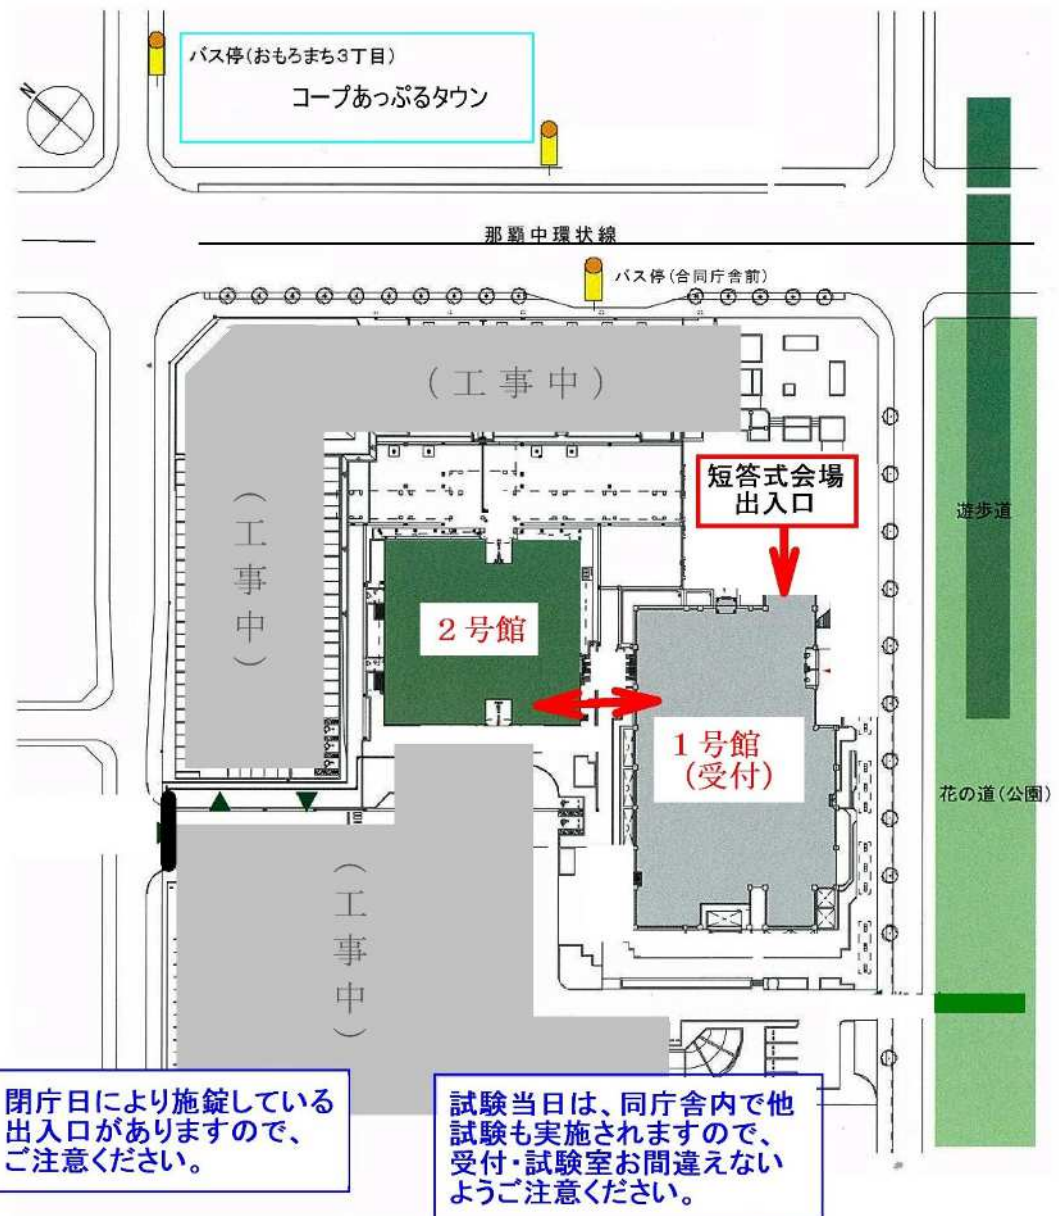 バス停(おもろまち3丁目)
コープあっぷるタウン
N
那覇中環状線
バス停(合同庁舎前)
(工事中)
短答式会場
出入口
遊歩道
(工事中)
2号館
1号館
(受付)
花の道(公園)
(工事中)
閉庁日により施錠している
出入口がありますので、
ご注意ください。
試験当日は、同庁舎内で他
試験も実施されますので、
受付・試験室お間違えない
ようご注意ください。